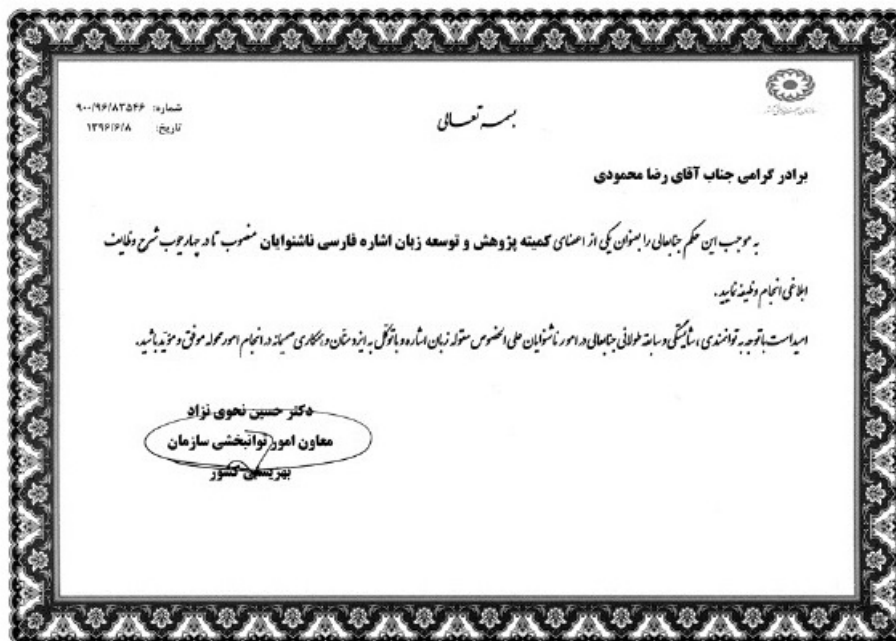 شماره: ۹۰۰/۹۶/۸۳۵۴۶
تاریخ: ۱۳۹۶/۶/۸
بسمه تعالی
برادر گرامی جناب آقای رضا محمودی
به موجب این حکم جنابعالی را بعنوان یکی از اعضای کمیته پژوهش و توسعه زبان اشاره فارسی ناشنوایان منصوب تا در چهارچوب شرح وظایف
ابلاغی انجام وظیفه نمایید.
امید است با توجه به توانمندی، شایستگی و سابقه طولانی جنابعالی در امور ناشنوایان علی الخصوص مقوله زبان اشاره و با توکل به ایزد منان و همکاری صمیمانه در انجام امور محوله موفق و مؤید باشید.
دکتر حسین نحوی نژاد
معاون امور توانبخشی سازمان
بهزیستی کشور